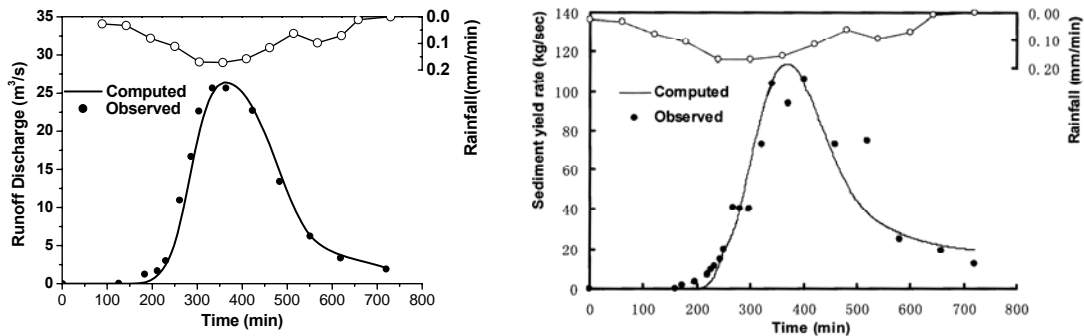 35
30
25
20
15
10
5
0
Runoff Discharge (m³/s)
0 100 200 300 400 500 600 700 800
Time (min)
0.0
0.1
0.2
Rainfall(mm/min)
Computed
Observed
140
120
100
80
60
40
20
0
Sediment yield rate (kg/sec)
0 100 200 300 400 500 600 700 800
Time (min)
0.00
0.10
0.20
Rainfall (mm/min)
Computed
Observed